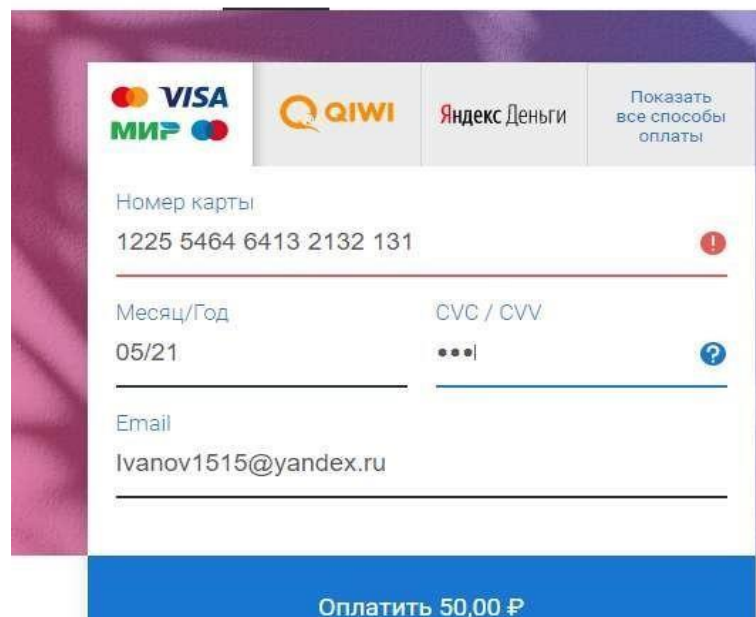 VISA
МИР
QIWI
Яндекс Деньги
Показать
все способы
оплаты
Номер карты
1225 5464 6413 2132 131
Месяц/Год
CVC / CVV
05/21
•••
Email
Ivanov1515@yandex.ru
Оплатить 50,00 ₽